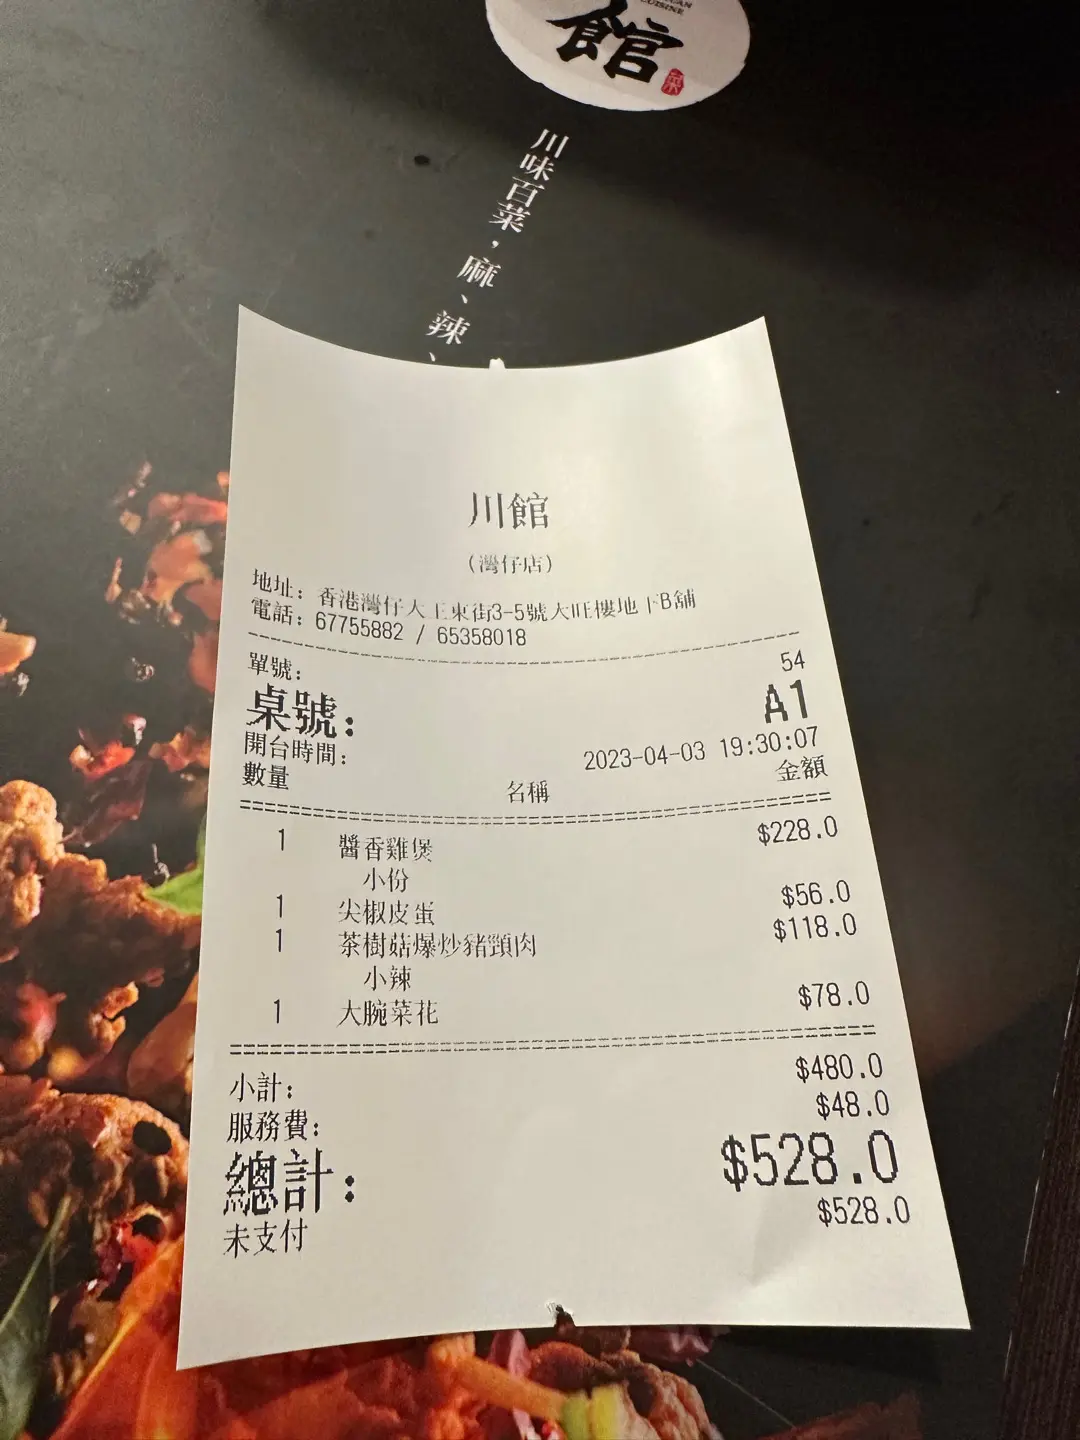 CUISINE
館
川味百菜，麻、辣、
川館
(灣仔店)
地址: 香港灣仔大王東街3-5號大旺樓地下B舖
電話: 67755882 / 65358018
單號: 54
桌號: A1
開台時間: 2023-04-03 19:30:07
數量 名稱 金額
1 醬香雞煲 $228.0
小份
1 尖椒皮蛋 $56.0
1 茶樹菇爆炒豬頸肉 $118.0
小辣
1 大腕菜花 $78.0
小計: $480.0
服務費: $48.0
總計: $528.0
未支付 $528.0